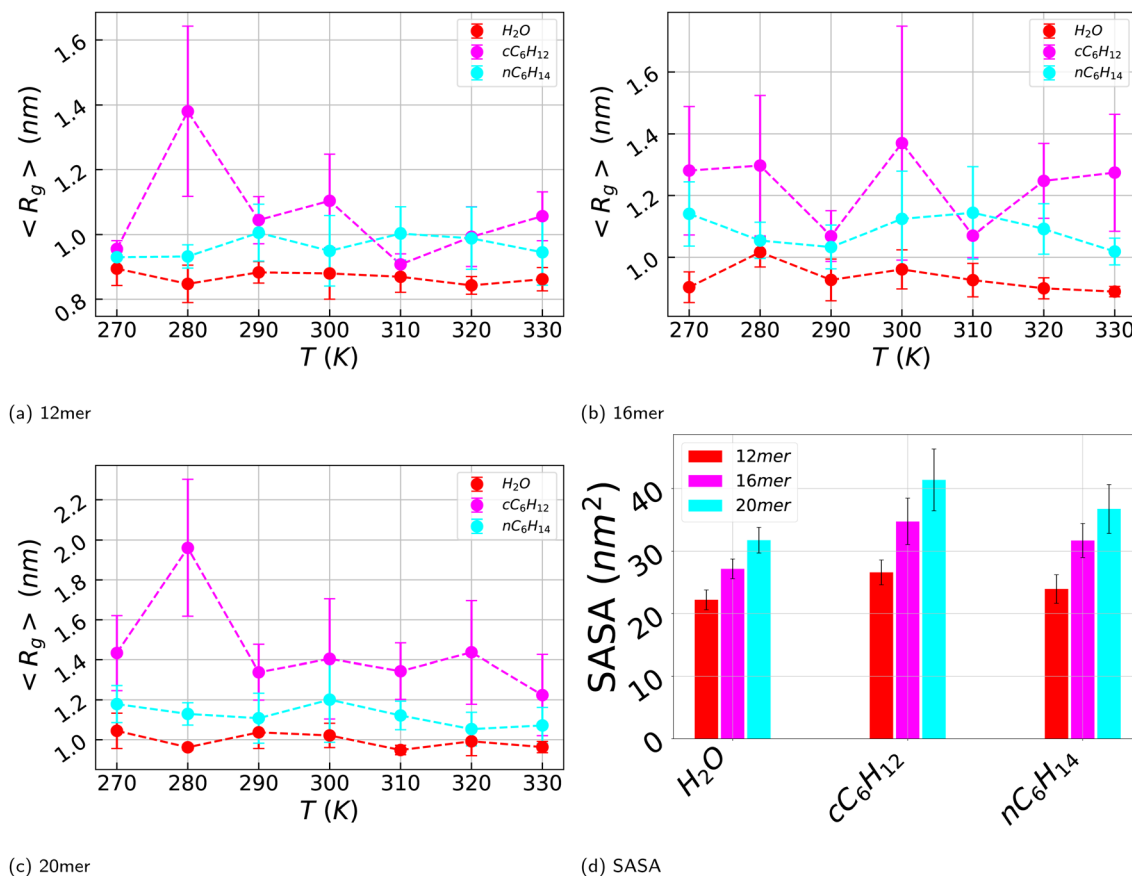 1.6
1.4
1.2
1.0
0.8
< R_g > (nm)
H₂O
cC₆H₁₂
nC₆H₁₄
270 280 290 300 310 320 330
T (K)
(a) 12mer
1.6
1.4
1.2
1.0
< R_g > (nm)
H₂O
cC₆H₁₂
nC₆H₁₄
270 280 290 300 310 320 330
T (K)
(b) 16mer
2.2
2.0
1.8
1.6
1.4
1.2
1.0
< R_g > (nm)
H₂O
cC₆H₁₂
nC₆H₁₄
270 280 290 300 310 320 330
T (K)
(c) 20mer
40
30
20
10
0
SASA (nm²)
12mer
16mer
20mer
H₂O
cC₆H₁₂
nC₆H₁₄
(d) SASA